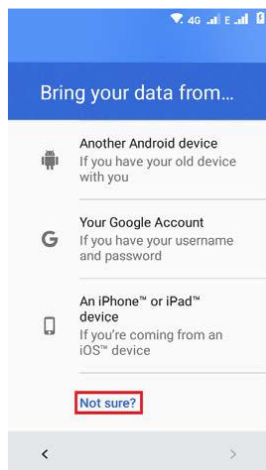 4G E
Bring your data from...
Another Android device
If you have your old device
with you
G
Your Google Account
If you have your username
and password
An iPhone™ or iPad™
device
If you're coming from an
iOS™ device
Not sure?